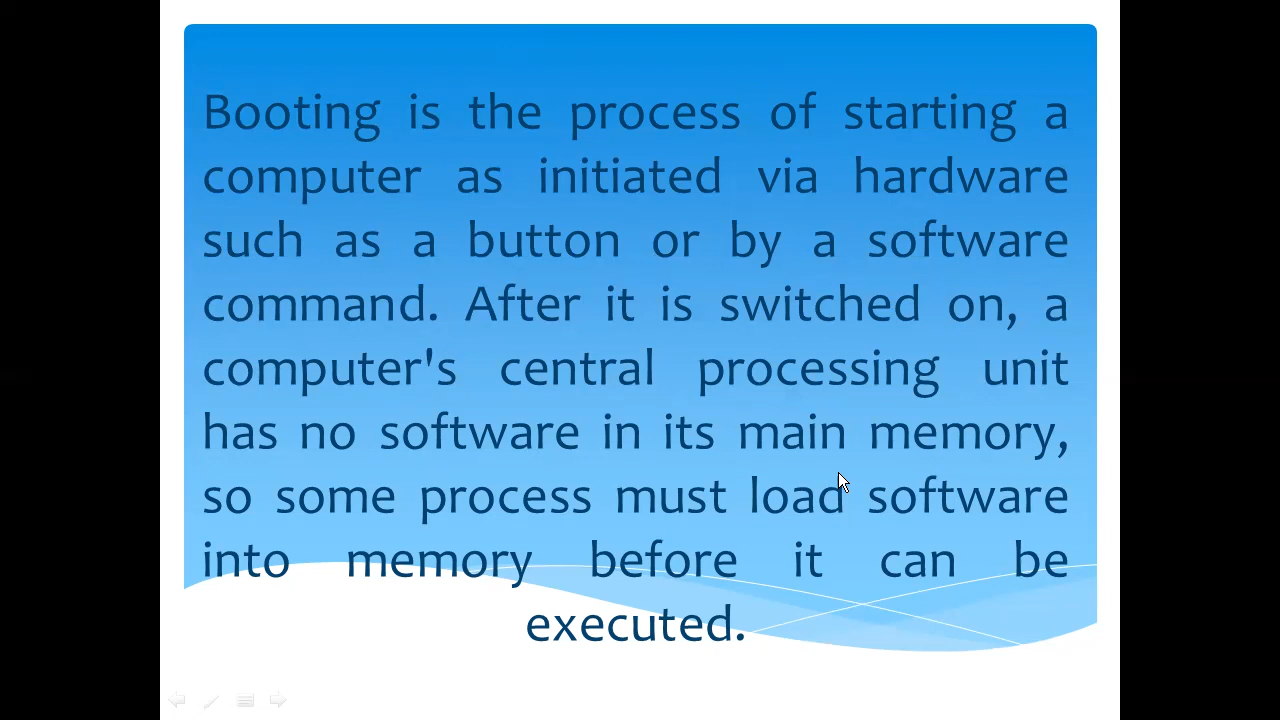 Booting is the process of starting a
computer as initiated via hardware
such as a button or by a software
command. After it is switched on, a
computer's central processing unit
has no software in its main memory,
so some process must load software
into memory before it can be
executed.